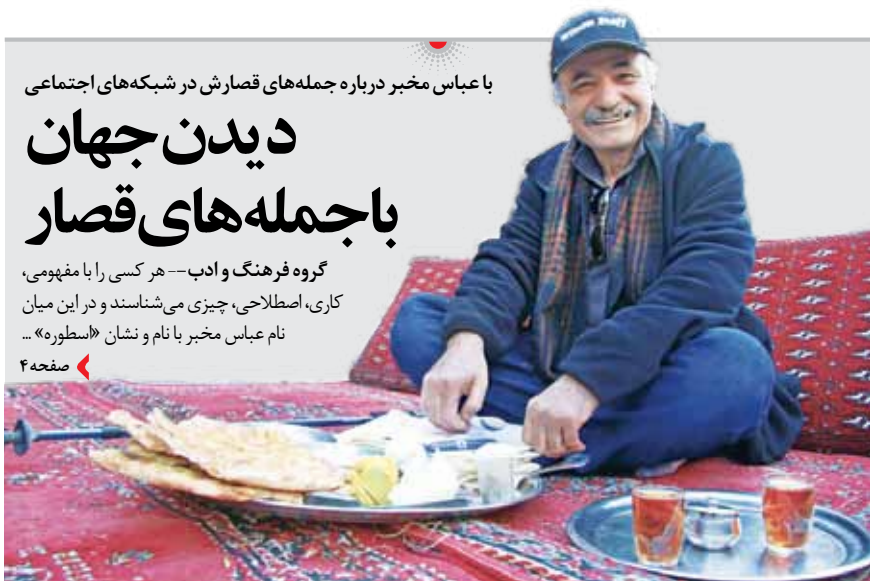 با عباس مخبر درباره جمله‌های قصارش در شبکه‌های اجتماعی
دیدن جهان
با جمله‌های قصار
گروه فرهنگ و ادب-- هر کسی را با مفهومی،
کاری، اصطلاحی، چیزی می‌شناسند و در این میان
نام عباس مخبر با نام و نشان «اسطوره» ...
صفحه ۴